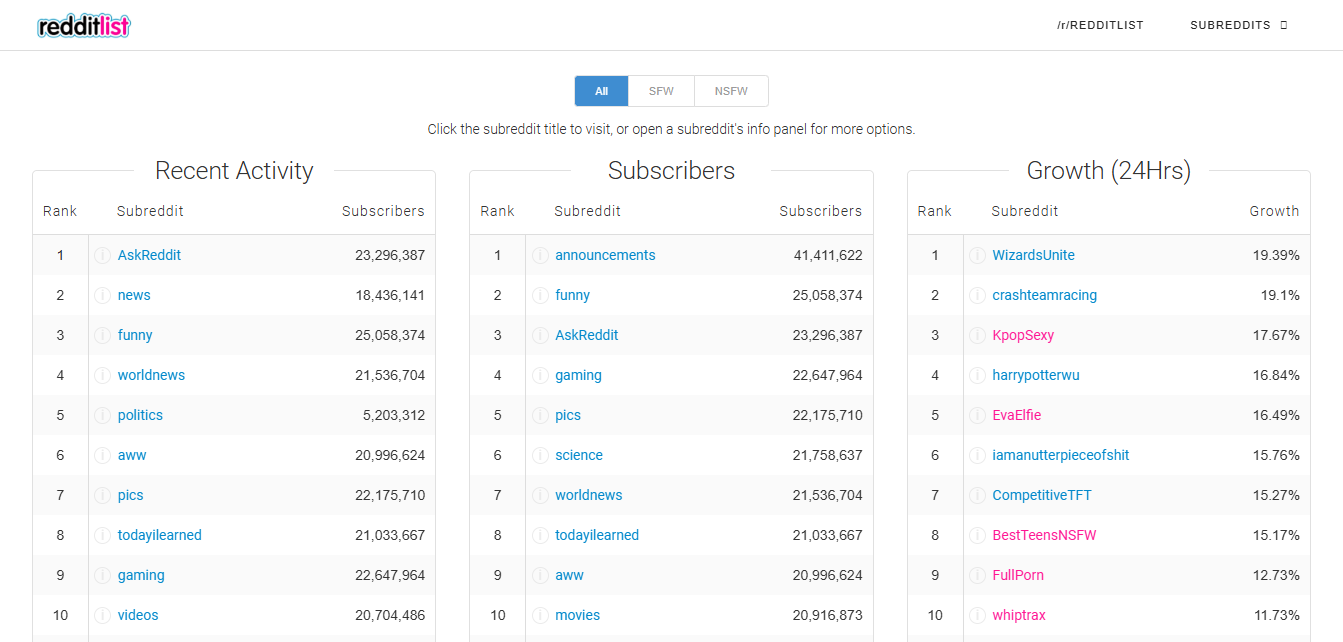 redditlist
/r/REDDITLIST SUBREDDITS
All SFW NSFW
Click the subreddit title to visit, or open a subreddit's info panel for more options.
Recent Activity
Rank Subreddit Subscribers
1 AskReddit 23,296,387
2 news 18,436,141
3 funny 25,058,374
4 worldnews 21,536,704
5 politics 5,203,312
6 aww 20,996,624
7 pics 22,175,710
8 todayilearned 21,033,667
9 gaming 22,647,964
10 videos 20,704,486
Subscribers
Rank Subreddit Subscribers
1 announcements 41,411,622
2 funny 25,058,374
3 AskReddit 23,296,387
4 gaming 22,647,964
5 pics 22,175,710
6 science 21,758,637
7 worldnews 21,536,704
8 todayilearned 21,033,667
9 aww 20,996,624
10 movies 20,916,873
Growth (24Hrs)
Rank Subreddit Growth
1 WizardsUnite 19.39%
2 crashteamracing 19.1%
3 KpopSexy 17.67%
4 harrypotterwu 16.84%
5 EvaElfie 16.49%
6 iamanutterpieceofshit 15.76%
7 CompetitiveTFT 15.27%
8 BestTeensNSFW 15.17%
9 FullPorn 12.73%
10 whiptrax 11.73%